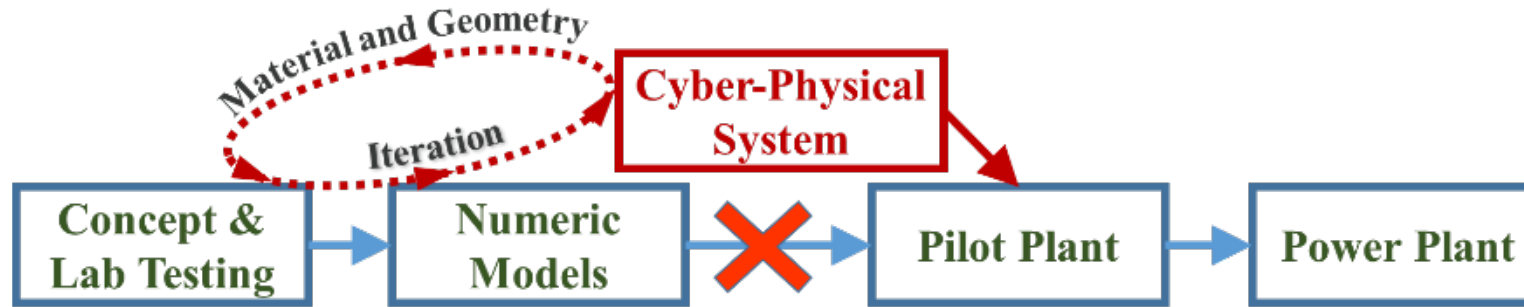 Material and Geometry
Iteration
Cyber-Physical
System
Concept &
Lab Testing
Numeric
Models
Pilot Plant
Power Plant